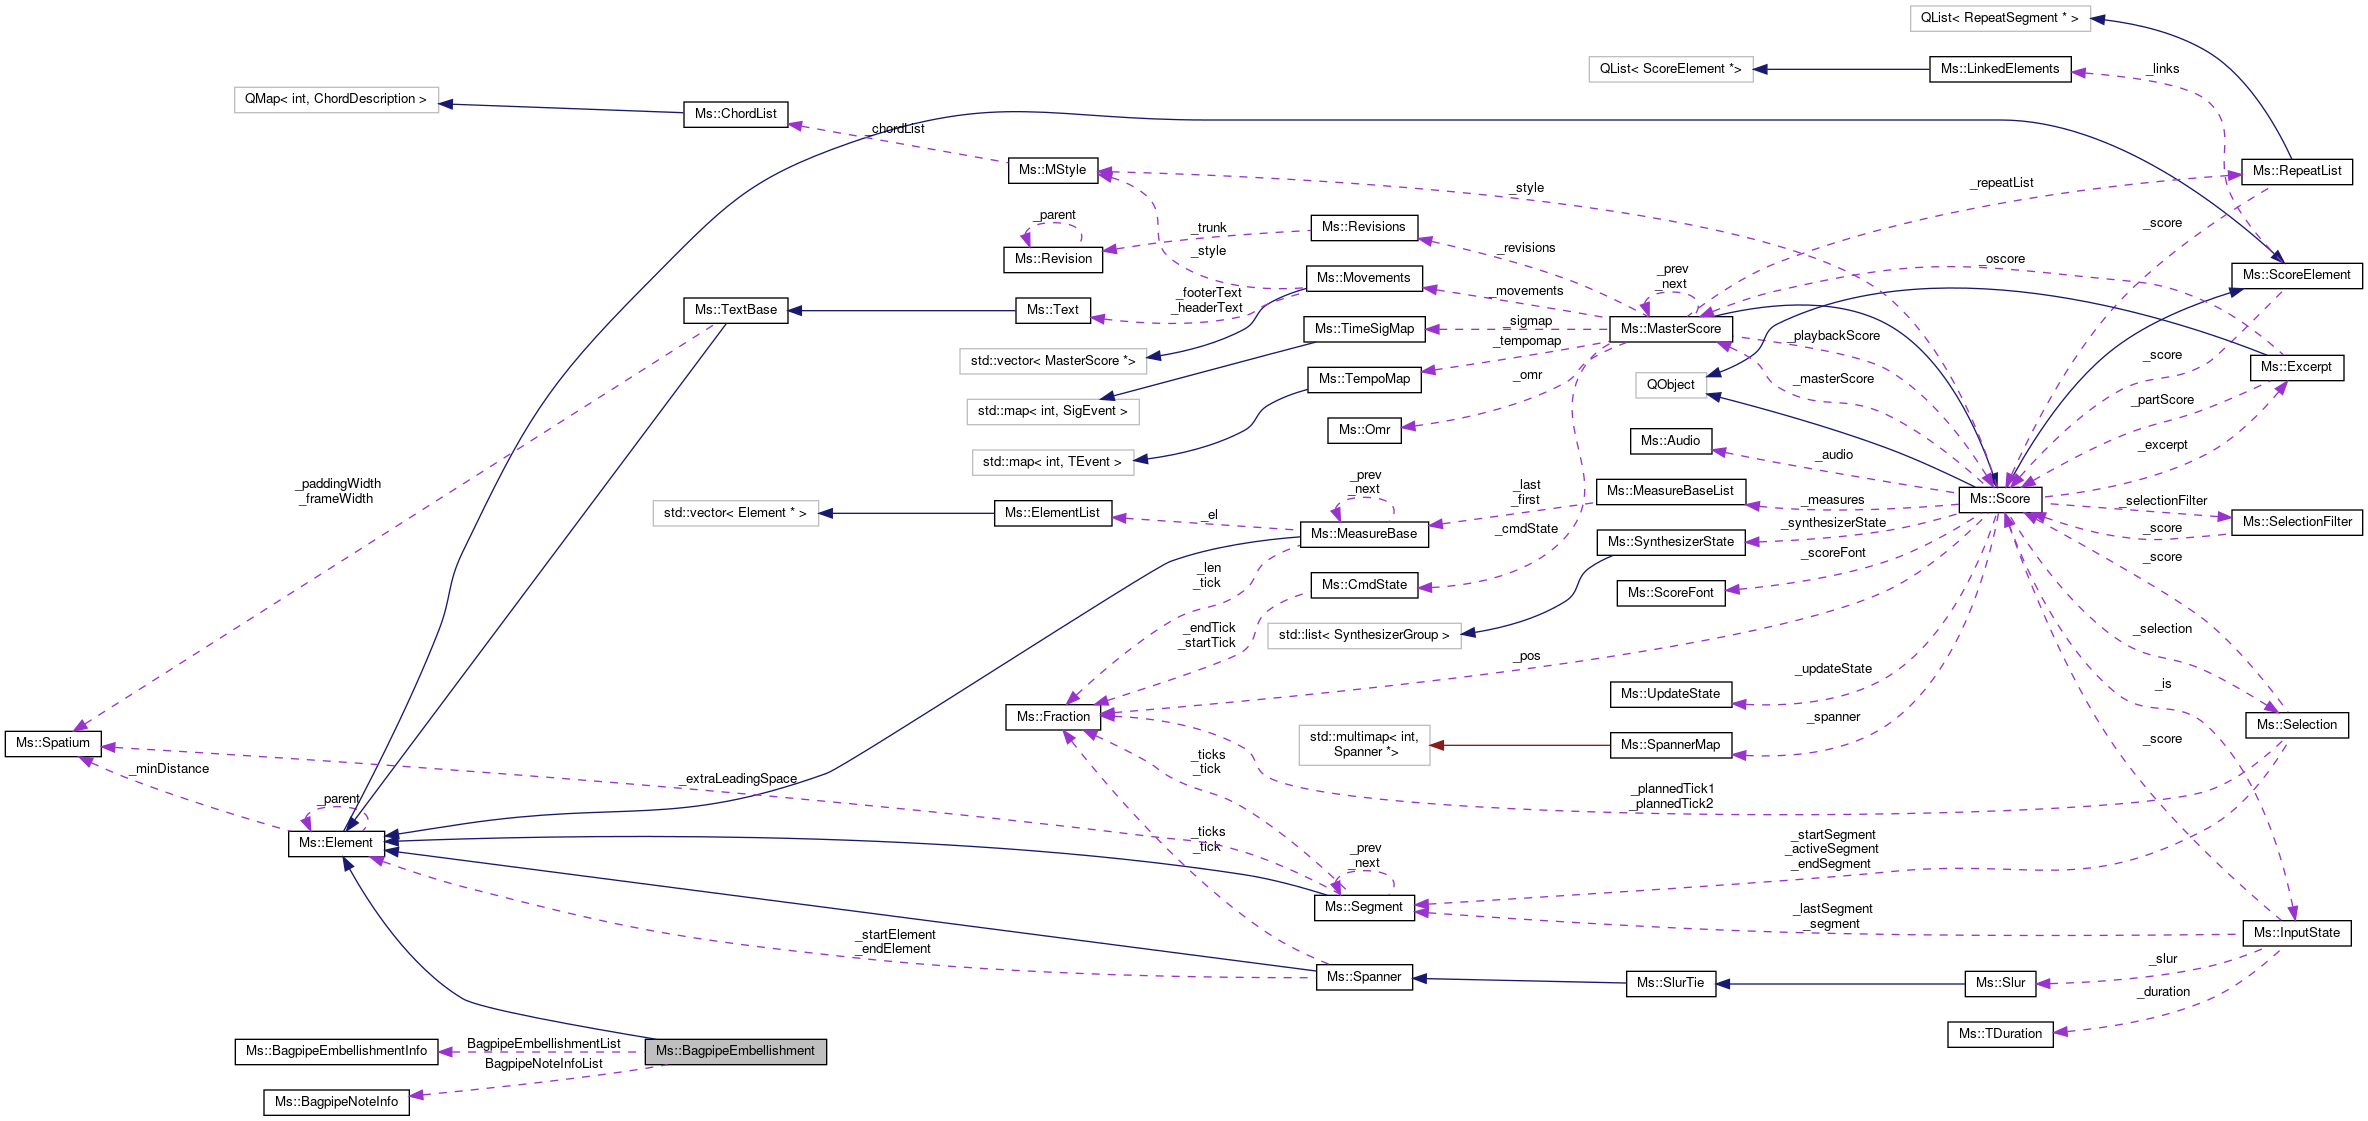 QList< RepeatSegment * >
QList< ScoreElement *>
Ms::LinkedElements
_links
QMap< int, ChordDescription >
Ms::ChordList
_chordList
Ms::MStyle
_style
_repeatList
Ms::RepeatList
_parent
_trunk
Ms::Revisions
_revisions
_score
Ms::Revision
_style
Ms::Movements
_prev
_next
_oscore
Ms::ScoreElement
Ms::TextBase
Ms::Text
_footerText
_headerText
_movements
Ms::TimeSigMap
_sigmap
Ms::MasterScore
_playbackScore
std::vector< MasterScore *>
_tempomap
_score
Ms::Excerpt
Ms::TempoMap
_omr
QObject
_masterScore
std::map< int, SigEvent >
_partScore
Ms::Omr
Ms::Audio
_audio
_excerpt
std::map< int, TEvent >
_paddingWidth
_frameWidth
_prev
_next
_last
_first
Ms::MeasureBaseList
_measures
Ms::Score
_selectionFilter
std::vector< Element * >
Ms::ElementList
_el
Ms::MeasureBase
_cmdState
_synthesizerState
_score
Ms::SelectionFilter
Ms::SynthesizerState
_scoreFont
_score
_len
_tick
Ms::CmdState
Ms::ScoreFont
_endTick
_startTick
std::list< SynthesizerGroup >
_selection
_pos
_updateState
Ms::UpdateState
_is
Ms::Fraction
_spanner
Ms::Selection
Ms::Spatium
std::multimap< int,
Spanner *>
Ms::SpannerMap
_score
_minDistance
_extraLeadingSpace
_ticks
_tick
_plannedTick1
_plannedTick2
_parent
Ms::Element
_ticks
_tick
_prev
_next
_startSegment
_activeSegment
_endSegment
Ms::Segment
_lastSegment
_segment
Ms::InputState
_startElement
_endElement
Ms::Spanner
Ms::SlurTie
Ms::Slur
_slur
_duration
Ms::TDuration
Ms::BagpipeEmbellishmentInfo
BagpipeEmbellishmentList
Ms::BagpipeEmbellishment
BagpipeNoteInfoList
Ms::BagpipeNoteInfo